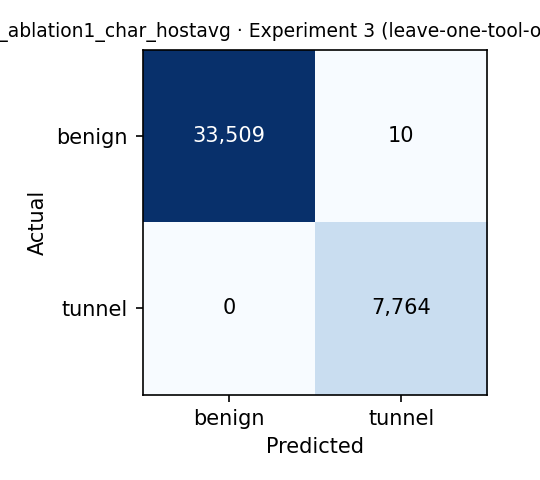 _ablation1_char_hostavg · Experiment 3 (leave-one-tool-o
benign 33,509 10
Actual
tunnel 0 7,764
benign tunnel
Predicted